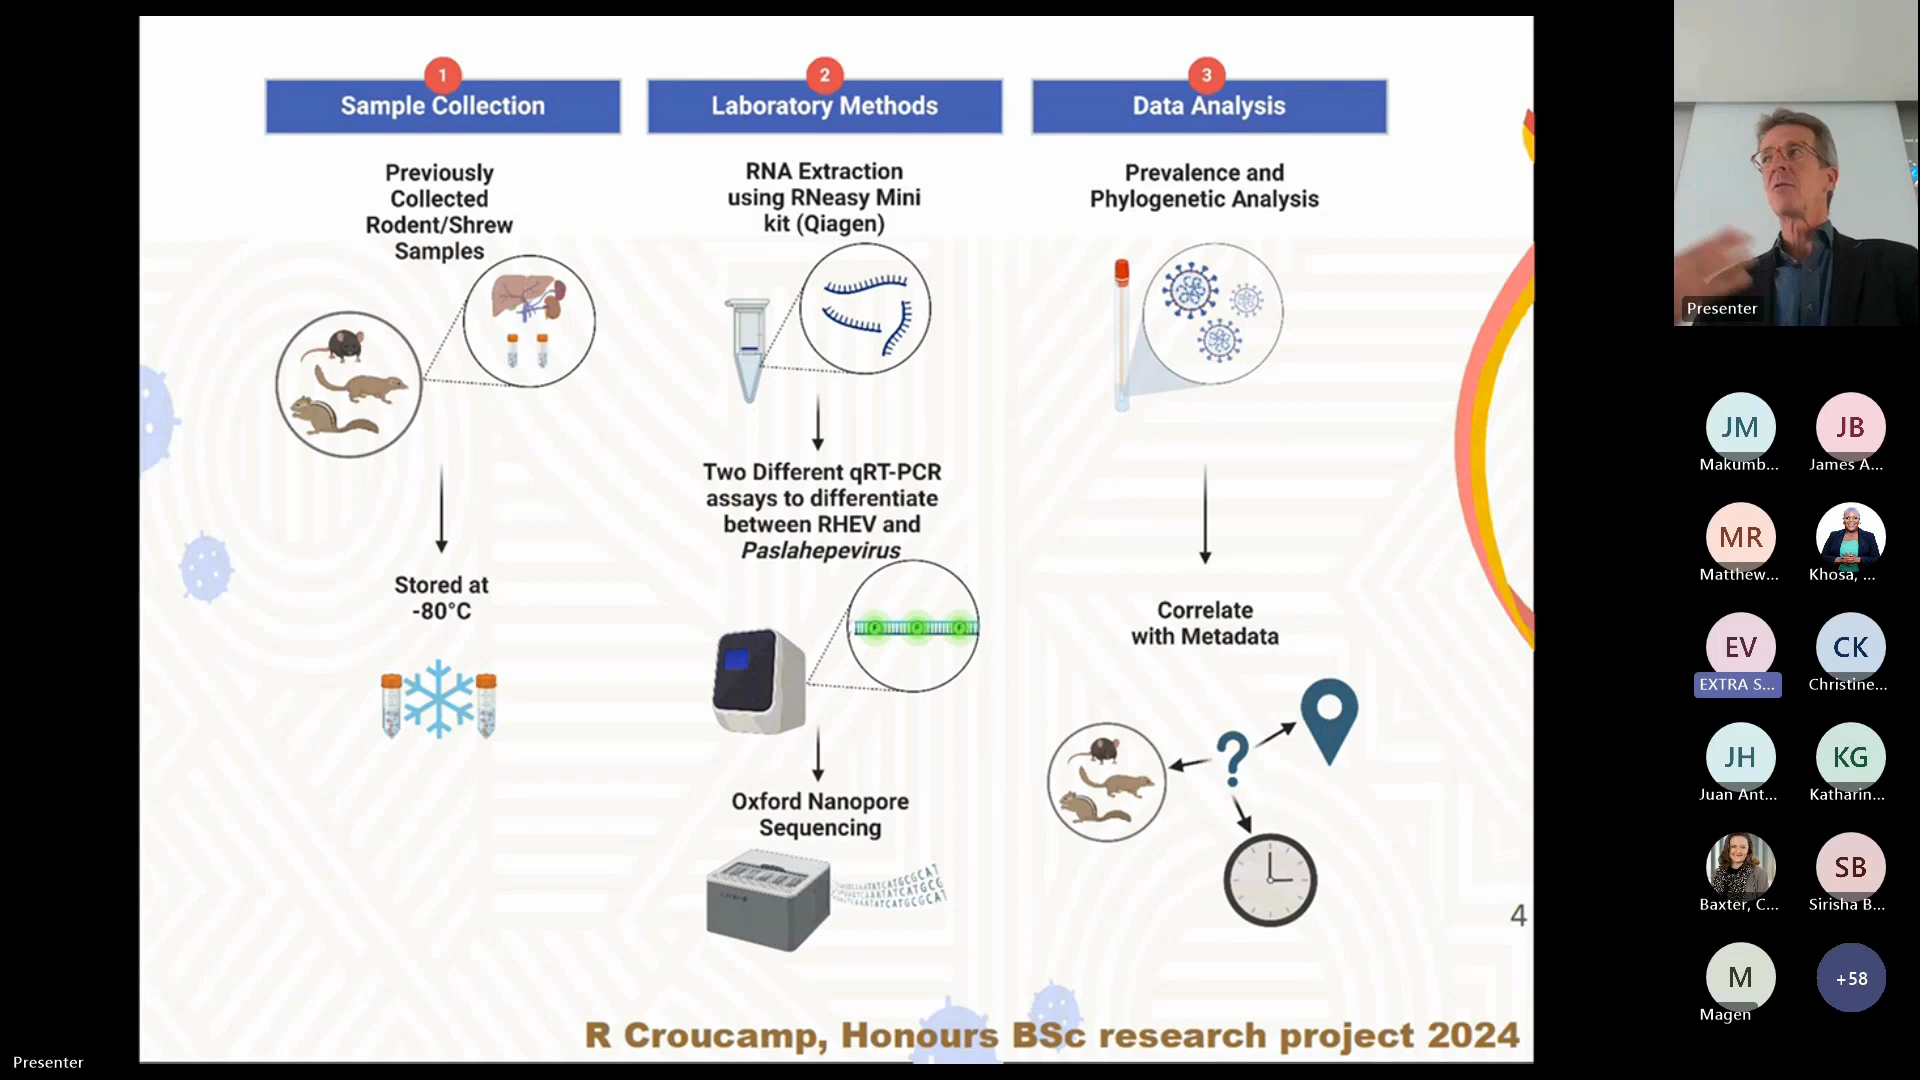 1
Sample Collection
Previously
Collected
Rodent/Shrew
Samples
Stored at
-80°C
2
Laboratory Methods
RNA Extraction
using RNeasy Mini
kit (Qiagen)
Two Different qRT-PCR
assays to differentiate
between RHEV and
Paslahepevirus
Oxford Nanopore
Sequencing
3
Data Analysis
Prevalence and
Phylogenetic Analysis
Correlate
with Metadata
?
4
R Croucamp, Honours BSc research project 2024
Presenter
Presenter
JM
Makumb...
JB
James A...
MR
Matthew...
Khosa, ...
EV
EXTRA S...
CK
Christine...
JH
Juan Ant...
KG
Katharin...
Baxter, C...
SB
Sirisha B...
M
Magen
+58